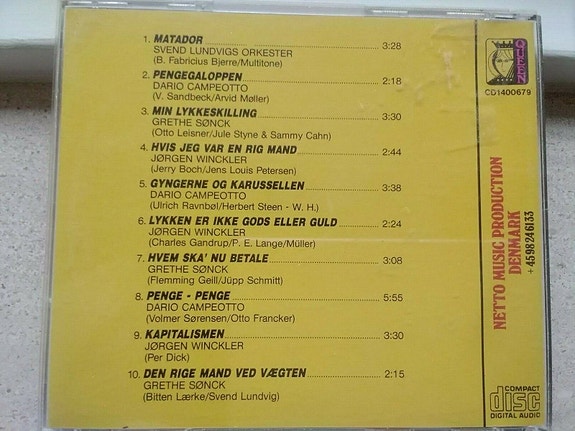 1. MATADOR 3:28
SVEND LUNDVIGS ORKESTER
(B. Fabricius Bjerre/Multitone)
2. PENGEGALOPPEN 2:18
DARIO CAMPEOTTO
(V. Sandbeck/Arvid Møller)
3. MIN LYKKESKILLING 3:30
GRETHE SØNCK
(Otto Leisner/Jule Styne & Sammy Cahn)
4. HVIS JEG VAR EN RIG MAND 2:44
JØRGEN WINCKLER
(Jerry Boch/Jens Louis Petersen)
5. GYNGERNE OG KARUSSELLEN 3:38
DARIO CAMPEOTTO
(Ulrich Ravnbøl/Herbert Steen - W. H.)
6. LYKKEN ER IKKE GODS ELLER GULD 2:24
JØRGEN WINCKLER
(Charles Gandrup/P. E. Lange/Müller)
7. HVEM SKA' NU BETALE 3:08
GRETHE SØNCK
(Flemming Geill/Jüpp Schmitt)
8. PENGE - PENGE 5:55
DARIO CAMPEOTTO
(Volmer Sørensen/Otto Francker)
9. KAPITALISMEN 3:30
JØRGEN WINCKLER
(Per Dick)
10. DEN RIGE MAND VED VÆGTEN 2:15
GRETHE SØNCK
(Bitten Lærke/Svend Lundvig)
QUEEN
CD1400679
NETTO MUSIC PRODUCTION
DENMARK
+4598246133
COMPACT
disc
DIGITAL AUDIO